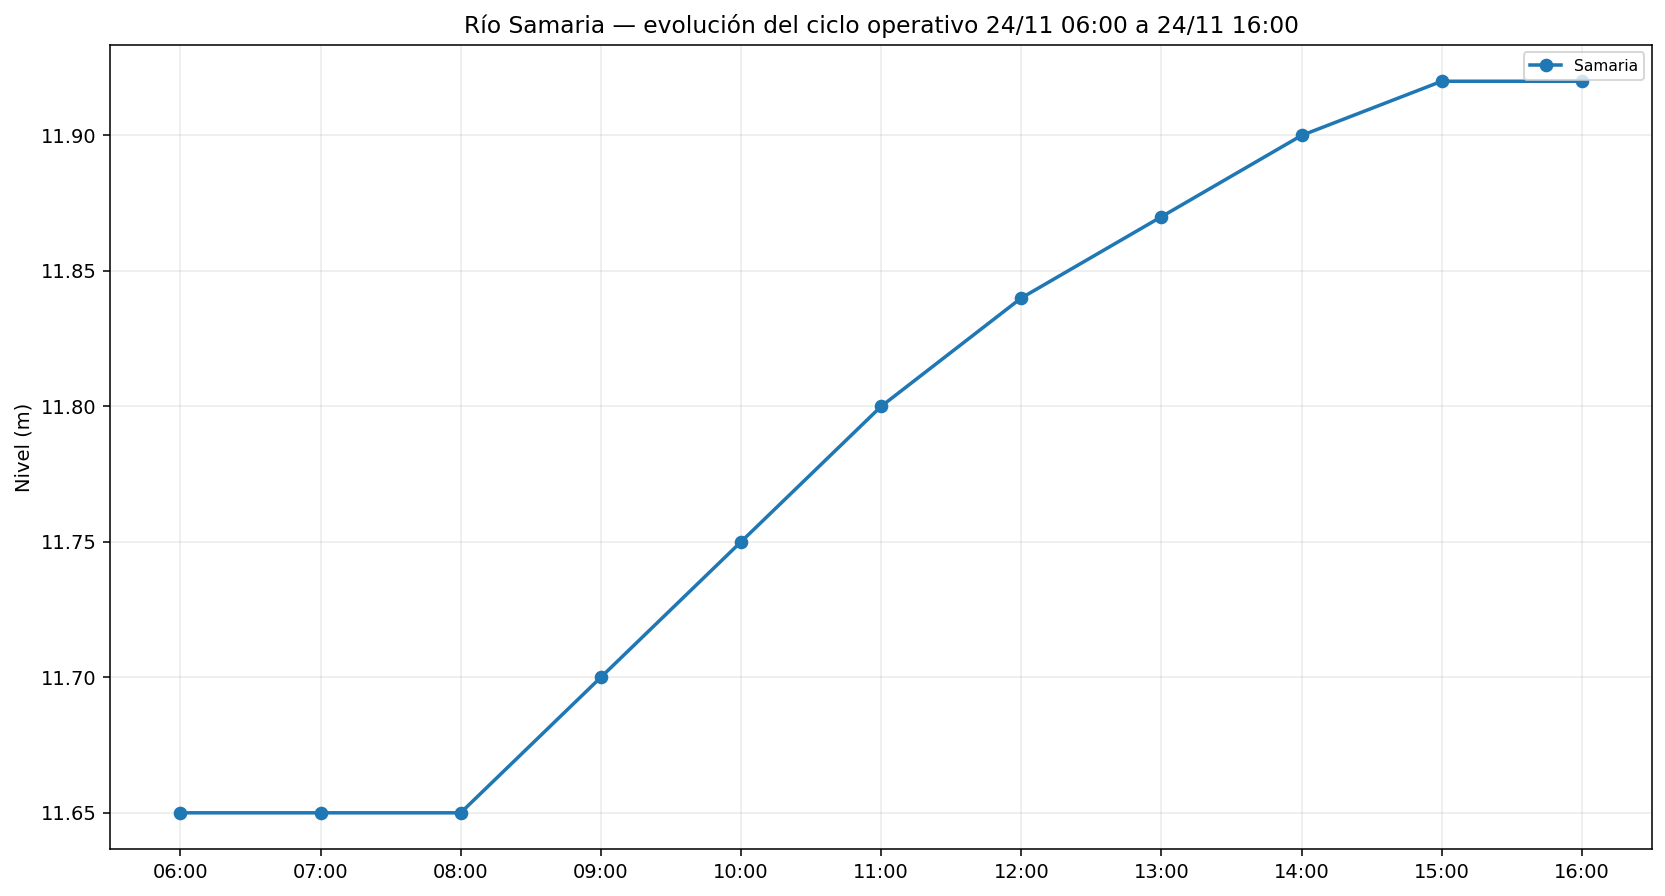 Río Samaria — evolución del ciclo operativo 24/11 06:00 a 24/11 16:00
Samaria
Nivel (m)
11.90
11.85
11.80
11.75
11.70
11.65
06:00 07:00 08:00 09:00 10:00 11:00 12:00 13:00 14:00 15:00 16:00